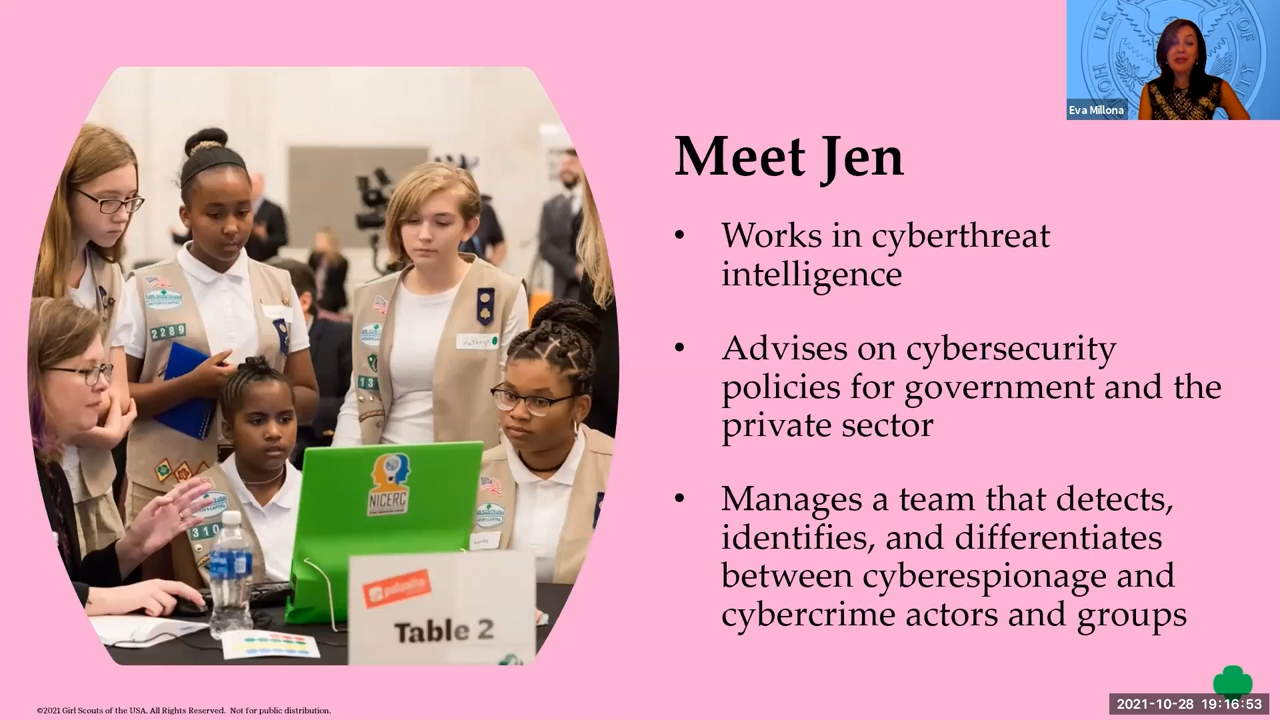 Eva Millona
Meet Jen
• Works in cyberthreat
intelligence
• Advises on cybersecurity
policies for government and the
private sector
• Manages a team that detects,
identifies, and differentiates
between cyberespionage and
cybercrime actors and groups
2289
310
13
NICERC
Table 2
©2021 Girl Scouts of the USA. All Rights Reserved. Not for public distribution.
2021-10-28 19:16:53